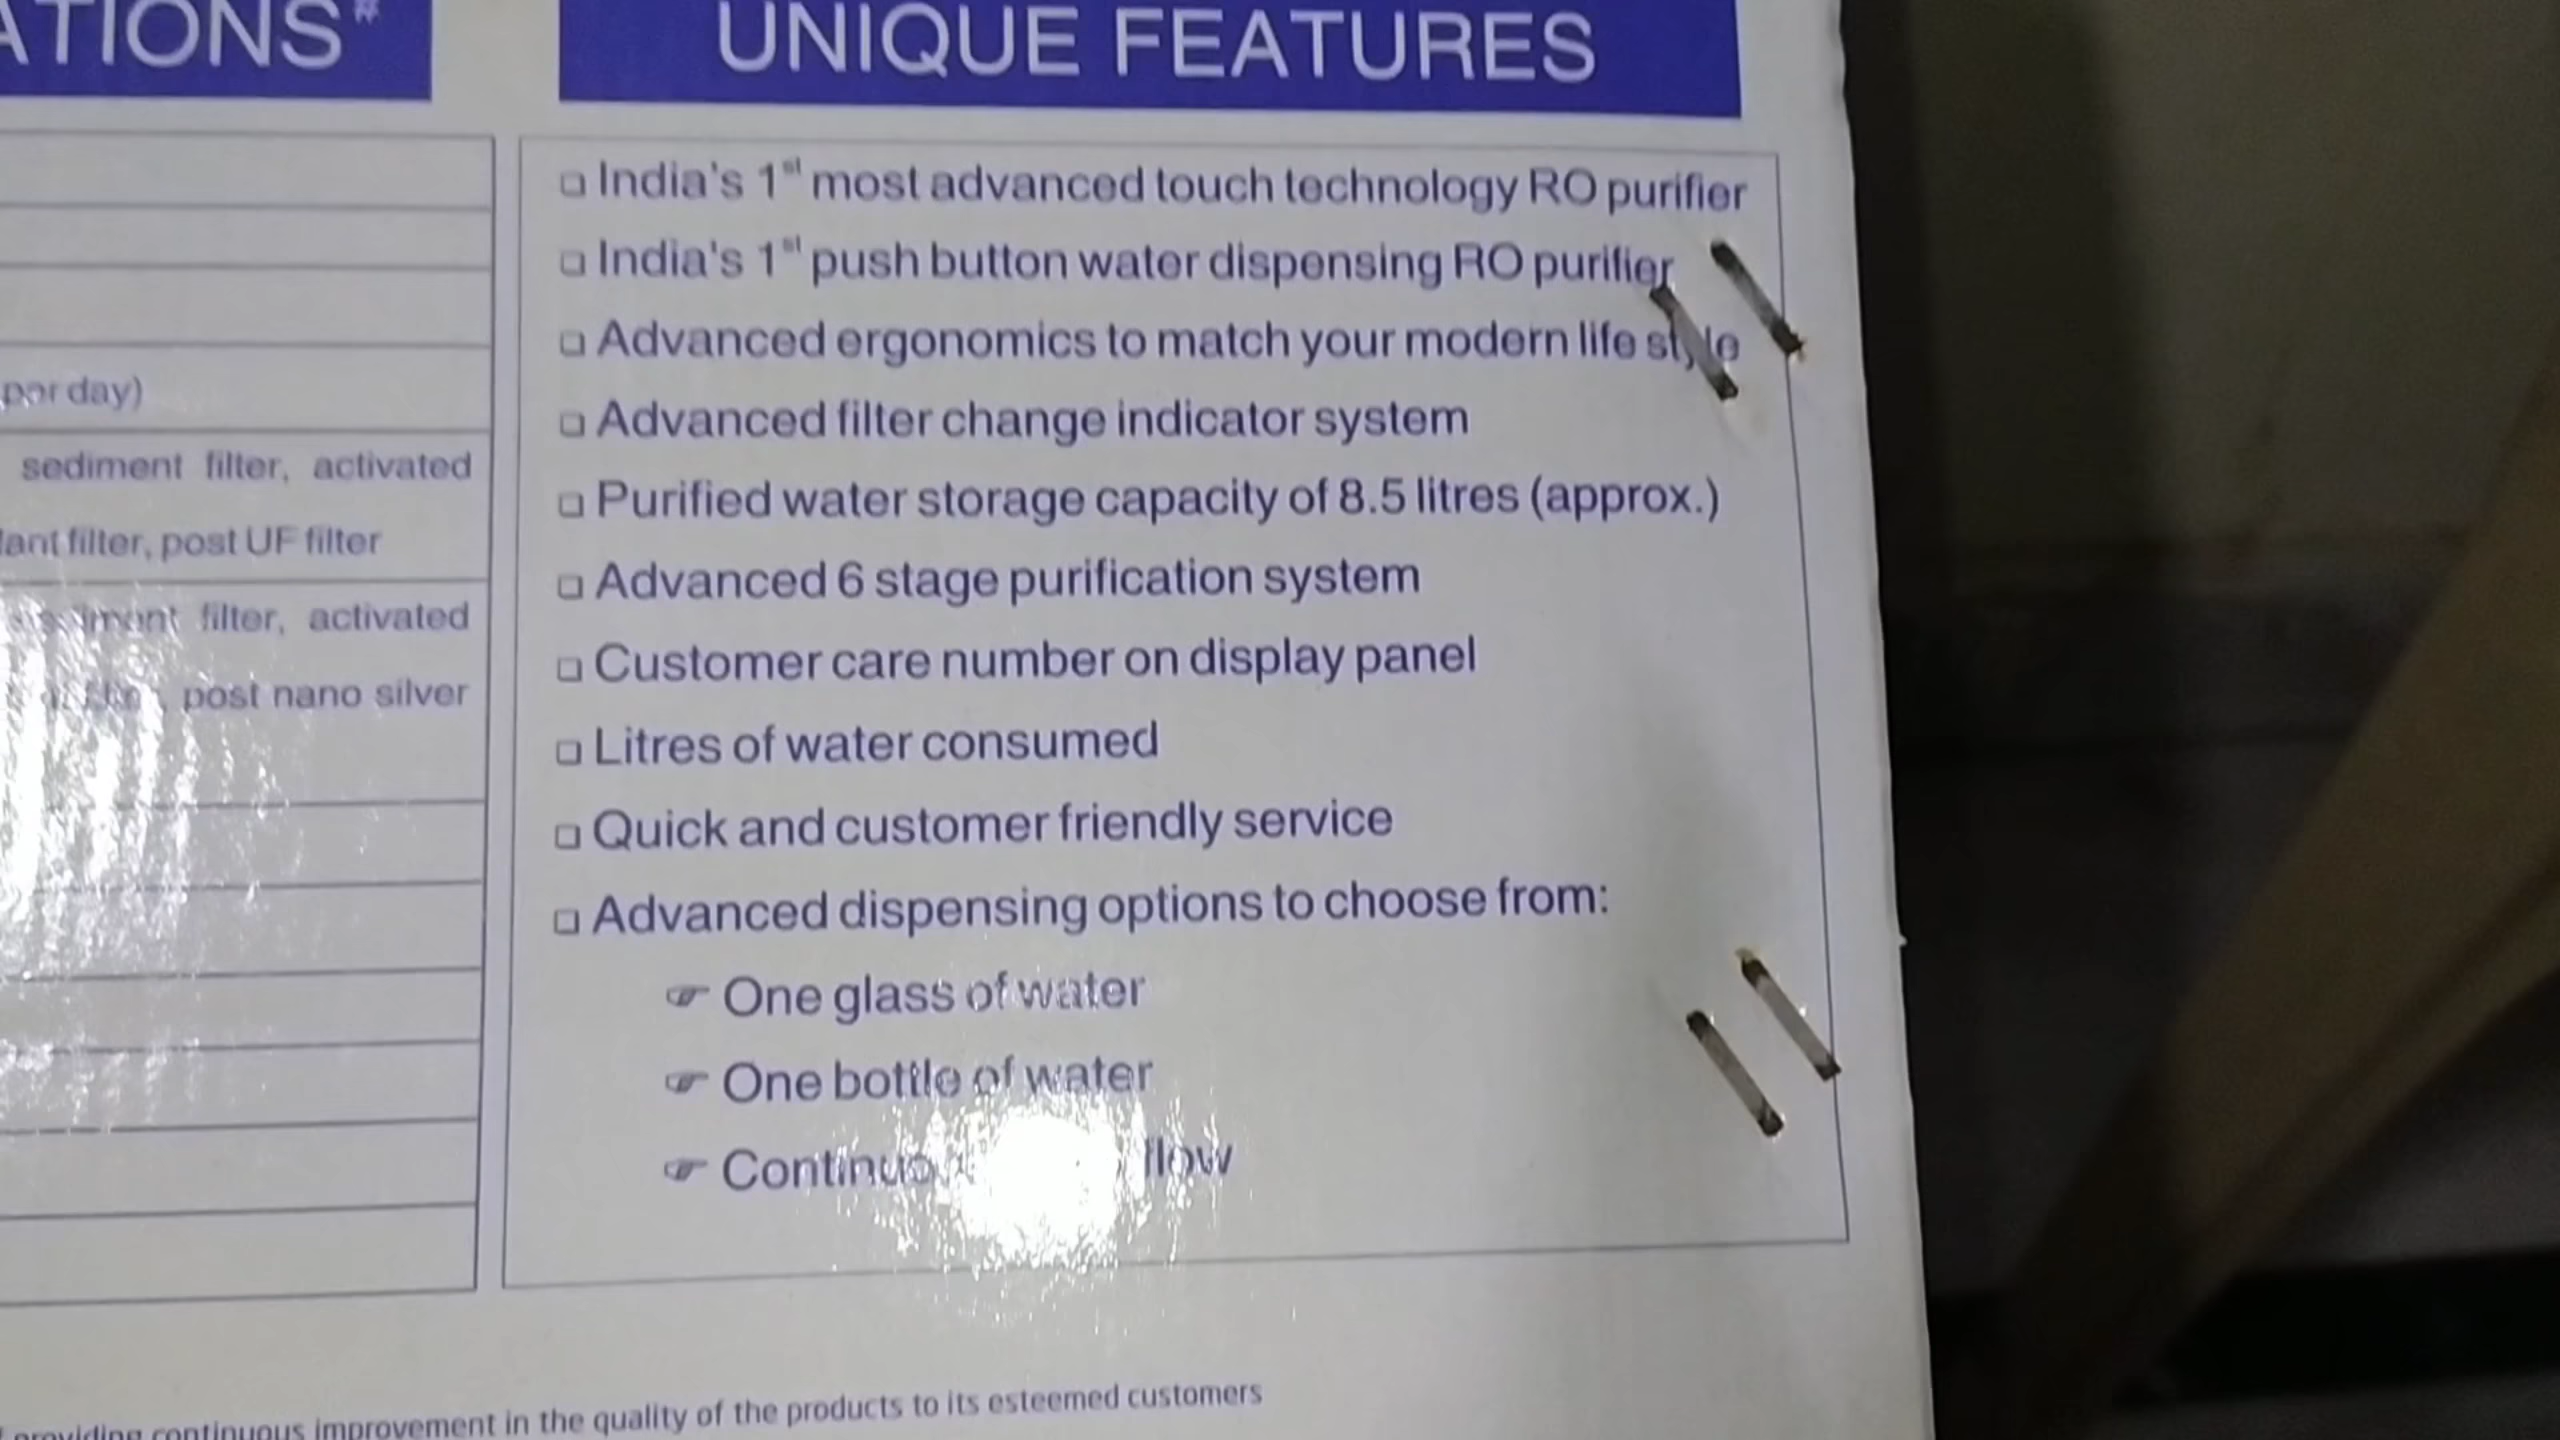 ATIONS#
per day)
sediment filter, activated
filter, post UF filter
filter, activated
post nano silver
UNIQUE FEATURES
❑ India's 1st most advanced touch technology RO purifier
❑ India's 1st push button water dispensing RO purifier
❑ Advanced ergonomics to match your modern life style
❑ Advanced filter change indicator system
❑ Purified water storage capacity of 8.5 litres (approx.)
❑ Advanced 6 stage purification system
❑ Customer care number on display panel
❑ Litres of water consumed
❑ Quick and customer friendly service
❑ Advanced dispensing options to choose from:
☞ One glass of water
☞ One bottle of water
☞ flow
providing continuous improvement in the quality of the products to its esteemed customers